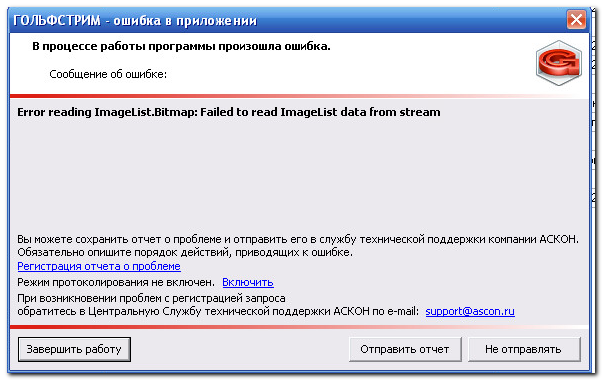 ГОЛЬФСТРИМ - ошибка в приложении
В процессе работы программы произошла ошибка.
Сообщение об ошибке:
G
Error reading ImageList.Bitmap: Failed to read ImageList data from stream
Вы можете сохранить отчет о проблеме и отправить его в службу технической поддержки компании АСКОН.
Обязательно опишите порядок действий, приводящих к ошибке.
Регистрация отчета о проблеме
Режим протоколирования не включен. Включить
При возникновении проблем с регистрацией запроса
обратитесь в Центральную Службу технической поддержки АСКОН по e-mail: support@ascon.ru
Завершить работу
Отправить отчет
Не отправлять